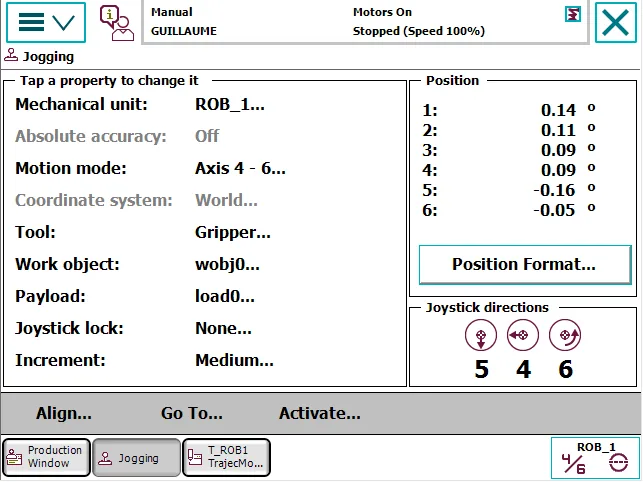 Manual
GUILLAUME
Motors On
Stopped (Speed 100%)
Jogging
Tap a property to change it
Mechanical unit: ROB_1...
Absolute accuracy: Off
Motion mode: Axis 4 - 6...
Coordinate system: World...
Tool: Gripper...
Work object: wobj0...
Payload: load0...
Joystick lock: None...
Increment: Medium...
Position
1: 0.14 º
2: 0.11 º
3: 0.09 º
4: 0.09 º
5: -0.16 º
6: -0.05 º
Position Format...
Joystick directions
5 4 6
Align... Go To... Activate...
Production
Window
Jogging
T_ROB1
TrajecMo...
ROB_1
4/6